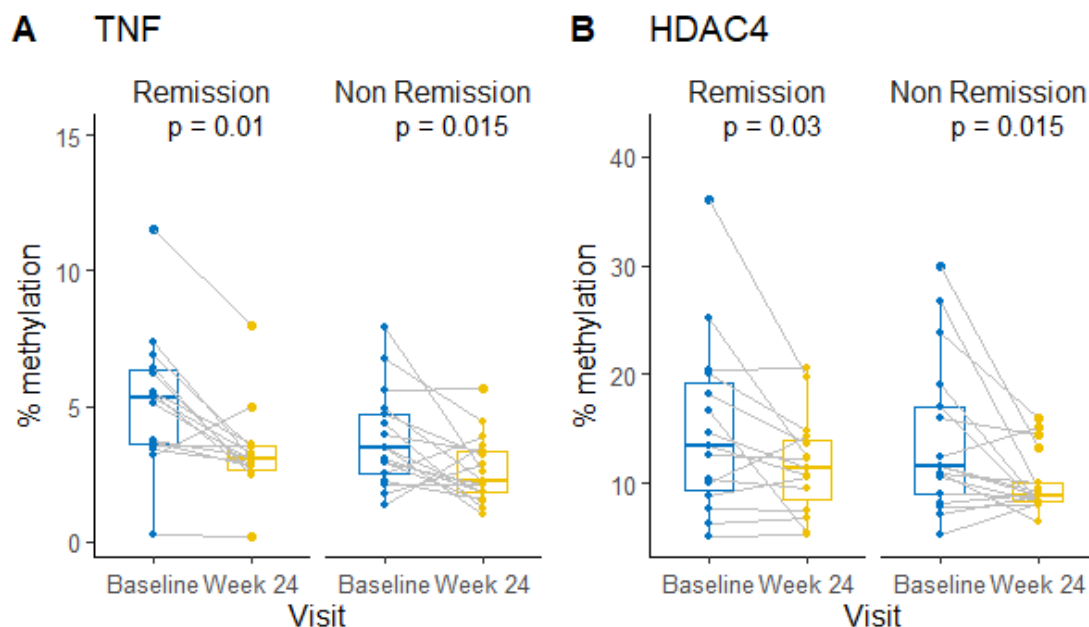 A TNF
Remission Non Remission
p = 0.01 p = 0.015
15
10
5
0
% methylation
Baseline Week 24 Baseline Week 24
Visit
B HDAC4
Remission Non Remission
p = 0.03 p = 0.015
40
30
20
10
% methylation
Baseline Week 24 Baseline Week 24
Visit